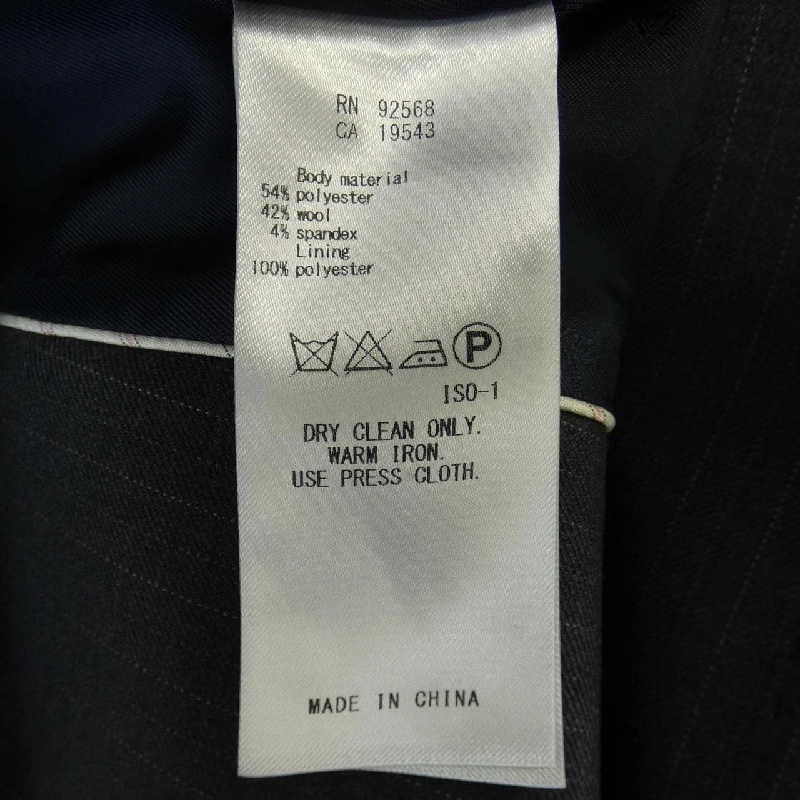 RN 92568
CA 19543
Body material
54% polyester
42% wool
4% spandex
Lining
100% polyester
P
ISO-1
DRY CLEAN ONLY.
WARM IRON.
USE PRESS CLOTH.
MADE IN CHINA